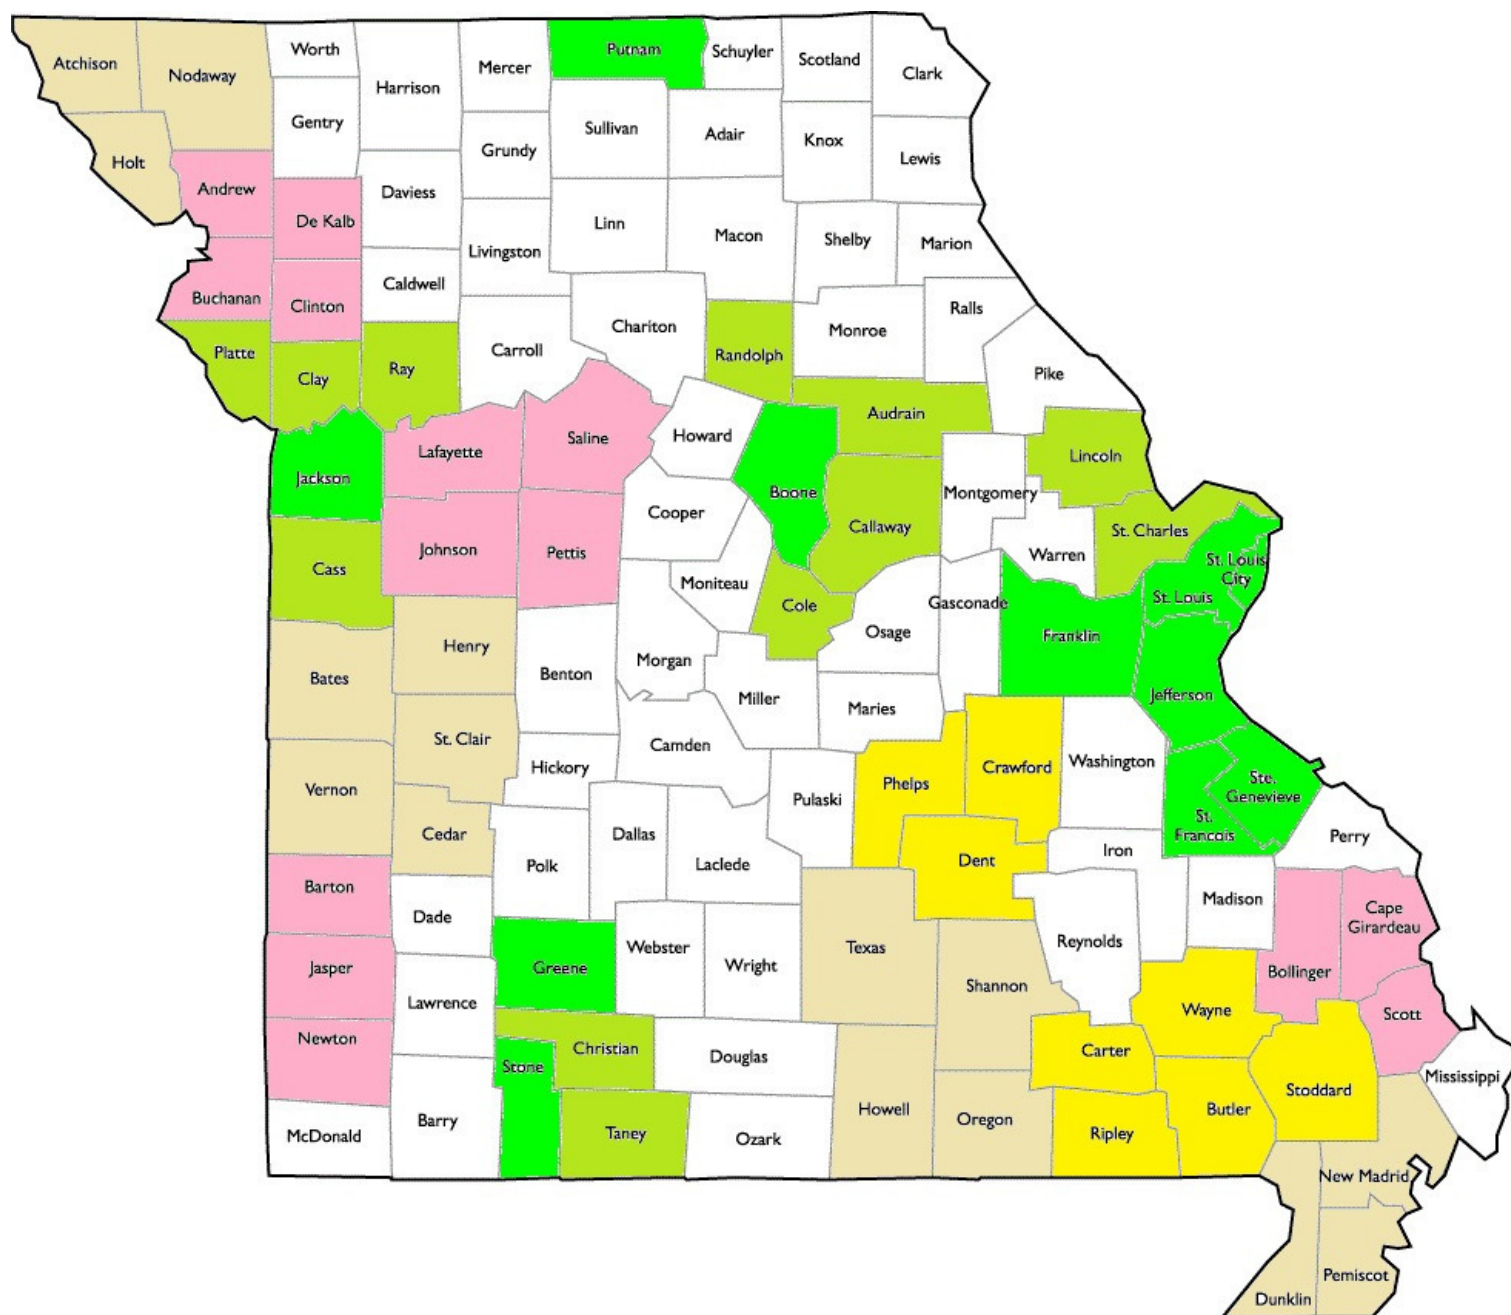 Atchison
Nodaway
Worth
Harrison
Mercer
Putnam
Schuyler
Scotland
Clark
Gentry
Sullivan
Adair
Knox
Grundy
Lewis
Holt
Andrew
De Kalb
Daviess
Linn
Macon
Shelby
Marion
Livingston
Buchanan
Clinton
Caldwell
Chariton
Monroe
Ralls
Carroll
Platte
Clay
Ray
Randolph
Pike
Audrain
Lafayette
Saline
Howard
Lincoln
Jackson
Boone
Montgomery
Cooper
Callaway
St. Charles
Johnson
Pettis
Warren
Cass
Moniteau
St. Louis
City
St. Louis
Cole
Gasconade
Osage
Franklin
Henry
Morgan
Benton
Bates
Miller
Maries
Jefferson
St. Clair
Camden
Hickory
Crawford
Washington
Vernon
Phelps
Pulaski
Ste.
Genevieve
Cedar
Dallas
St.
Francois
Perry
Polk
Laclede
Dent
Iron
Barton
Dade
Madison
Cape
Girardeau
Texas
Webster
Wright
Reynolds
Jasper
Greene
Bollinger
Lawrence
Shannon
Wayne
Scott
Newton
Christian
Stone
Douglas
Carter
Stoddard
Mississippi
McDonald
Barry
Taney
Ozark
Howell
Oregon
Ripley
Butler
New Madrid
Pemiscot
Dunklin